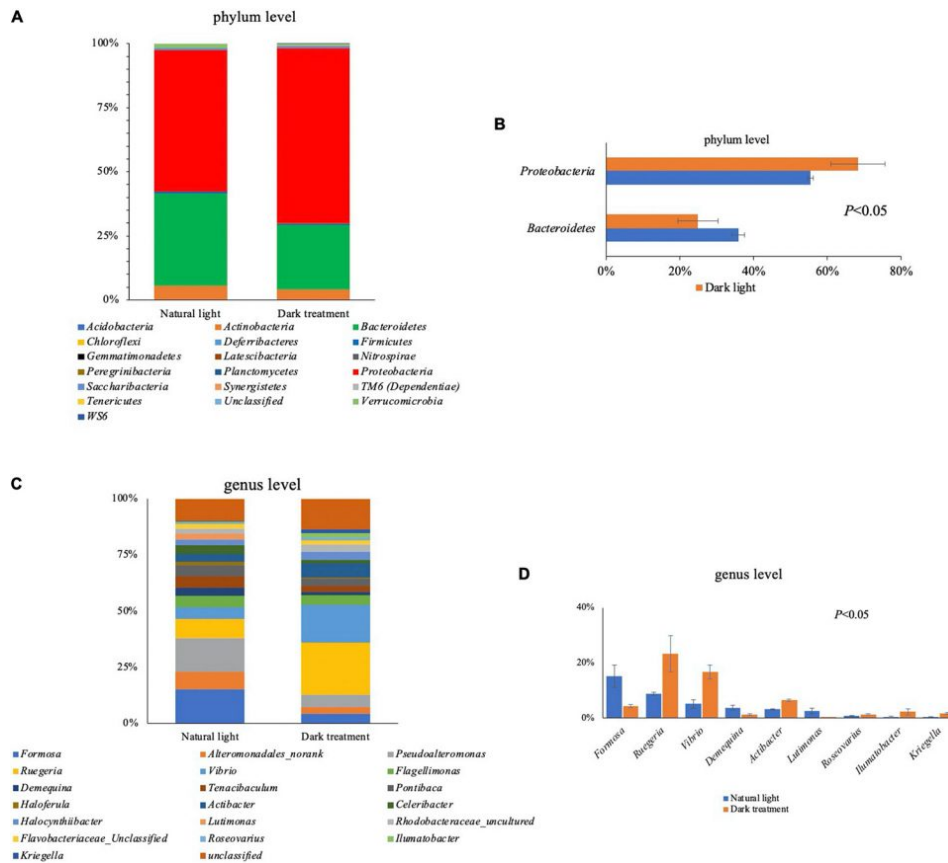 A
phylum level
100%
75%
50%
25%
0%
Natural light Dark treatment
Acidobacteria Actinobacteria Bacteroidetes
Chloroflexi Deferribacteres Firmicutes
Gemmatimonadetes Latescibacteria Nitrospirae
Peregrinibacteria Planctomycetes Proteobacteria
Saccharibacteria Synergistetes TM6 (Dependentiae)
Tenericutes Unclassified Verrucomicrobia
WS6
B
phylum level
Proteobacteria
P<0.05
Bacteroidetes
0% 20% 40% 60% 80%
Dark light
C
genus level
100%
75%
50%
25%
0%
Natural light Dark treatment
Formosa Alteromonadales_norank Pseudoalteromonas
Ruegeria Vibrio Flagellimonas
Demequina Tenacibaculum Pontibaca
Haloferula Actibacter Celeribacter
Halocynthiibacter Lutimonas Rhodobacteraceae_uncultured
Flavobacteriaceae_Unclassified Roseovarius Ilumatobacter
Kriegella unclassified
D
genus level
40%
P<0.05
20%
0%
Formosa Ruegeria Vibrio Demequina Actibacter Lutimonas Roseovarius Ilumatobacter Kriegella
Natural light
Dark treatment